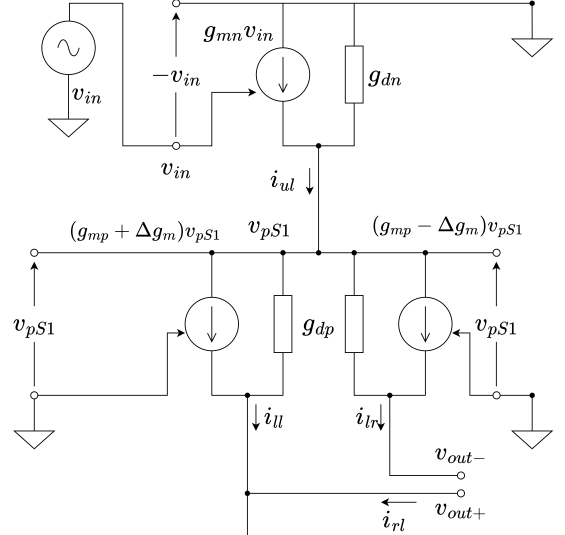 g_{mn}v_{in}
−v_{in}
g_{dn}
v_{in}
v_{in}
i_{ul}
(g_{mp} + Δg_m)v_{pS1}
v_{pS1}
(g_{mp} − Δg_m)v_{pS1}
v_{pS1}
g_{dp}
v_{pS1}
i_{ll}
i_{lr}
v_{out−}
v_{out+}
i_{rl}